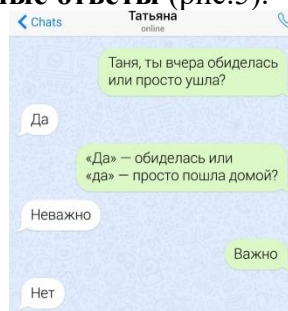 ные ответы (рис.5).
Chats
Татьяна
online
Таня, ты вчера обиделась
или просто ушла?
Да
«Да» — обиделась или
«да» — просто пошла домой?
Неважно
Важно
Нет